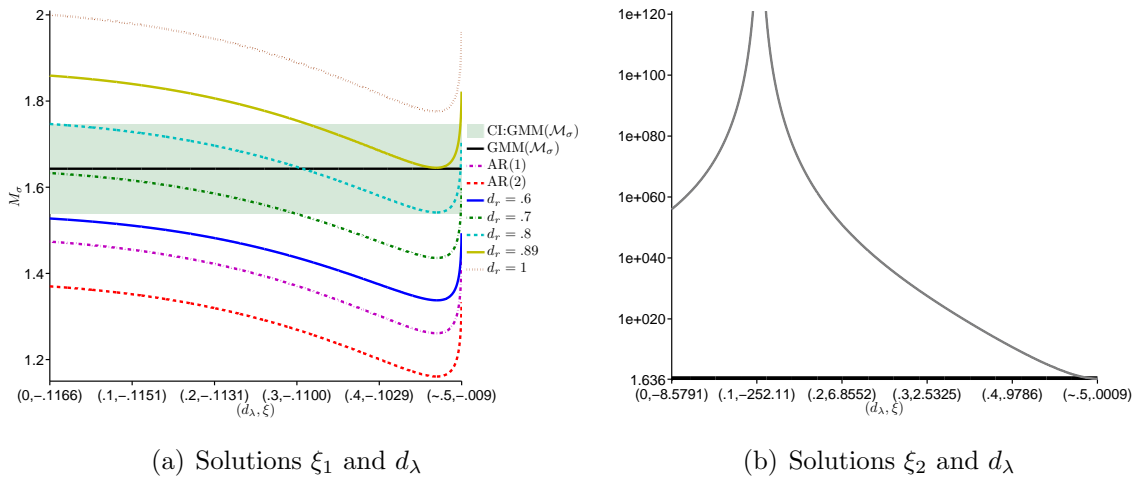 2
1.8
1.6
1.4
1.2
M_σ
(0,−.1166)
(.1,−.1151)
(.2,−.1131)
(.3,−.1100)
(.4,−.1029)
(~.5,−.009)
(d_λ, ξ)
CI:GMM(ℳ_σ)
GMM(ℳ_σ)
AR(1)
AR(2)
d_r = .6
d_r = .7
d_r = .8
d_r = .89
d_r = 1
(a) Solutions ξ₁ and d_λ
1e+120
1e+100
1e+080
1e+060
1e+040
1e+020
1.636
(0,−8.5791)
(.1,−252.11)
(.2,6.8552)
(.3,2.5325)
(.4,.9786)
(~.5,.0009)
(d_λ, ξ)
(b) Solutions ξ₂ and d_λ